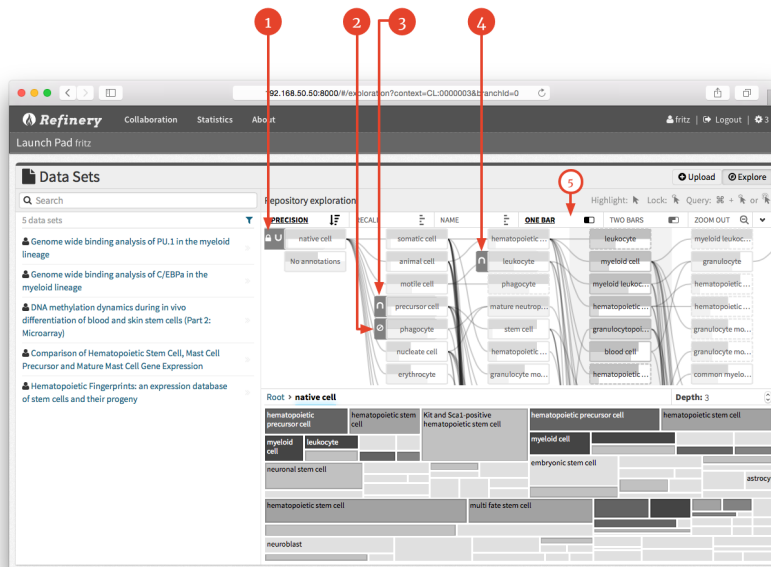 1
2
3
4
192.168.50.50:8000/#/exploration?context=CL:0000003&branchId=0
Refinery
Collaboration
Statistics
About
fritz | Logout | 3
Launch Pad fritz
Data Sets
Upload
Explore
5
Search
Repository exploration
Highlight: Lock: Query: ⌘ + or
5 data sets
PRECISION
RECALL
NAME
ONE BAR
TWO BARS
ZOOM OUT
Genome wide binding analysis of PU.1 in the myeloid
lineage
Genome wide binding analysis of C/EBPa in the
myeloid lineage
DNA methylation dynamics during in vivo
differentiation of blood and skin stem cells (Part 2:
Microarray)
Comparison of Hematopoietic Stem Cell, Mast Cell
Precursor and Mature Mast Cell Gene Expression
Hematopoietic Fingerprints: an expression database
of stem cells and their progeny
native cell
No annotations
somatic cell
animal cell
motile cell
precursor cell
phagocyte
nucleate cell
erythrocyte
hematopoietic ...
leukocyte
phagocyte
mature neutrop...
stem cell
hematopoietic ...
granulocyte mo...
leukocyte
myeloid cell
myeloid leukoc...
hematopoietic ...
granulocytopoi...
blood cell
hematopoietic ...
myeloid leukoc...
granulocyte
hematopoietic ...
hematopoietic ...
granulocyte mo...
granulocyte mo...
common myelo...
Root > native cell
Depth: 3
hematopoietic
precursor cell
hematopoietic stem
cell
Kit and Sca1-positive
hematopoietic stem cell
hematopoietic precursor cell
hematopoietic stem cell
myeloid
cell
leukocyte
myeloid cell
neuronal stem cell
embryonic stem cell
astrocy
hematopoietic stem cell
multi fate stem cell
neuroblast